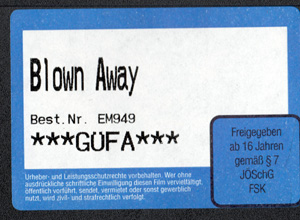 Blown Away
Best.Nr. EM949
***GÜFA***
Freigegeben
ab 16 Jahren
gemäß § 7
JÖSchG
FSK
Urheber- und Leistungsschutzrechte vorbehalten. Wer ohne
ausdrückliche schriftliche Einwilligung diesen Film vervielfältigt,
öffentlich vorführt, sendet, vermietet oder sonst gewerblich
nutzt, wird zivil- und strafrechtlich verfolgt.